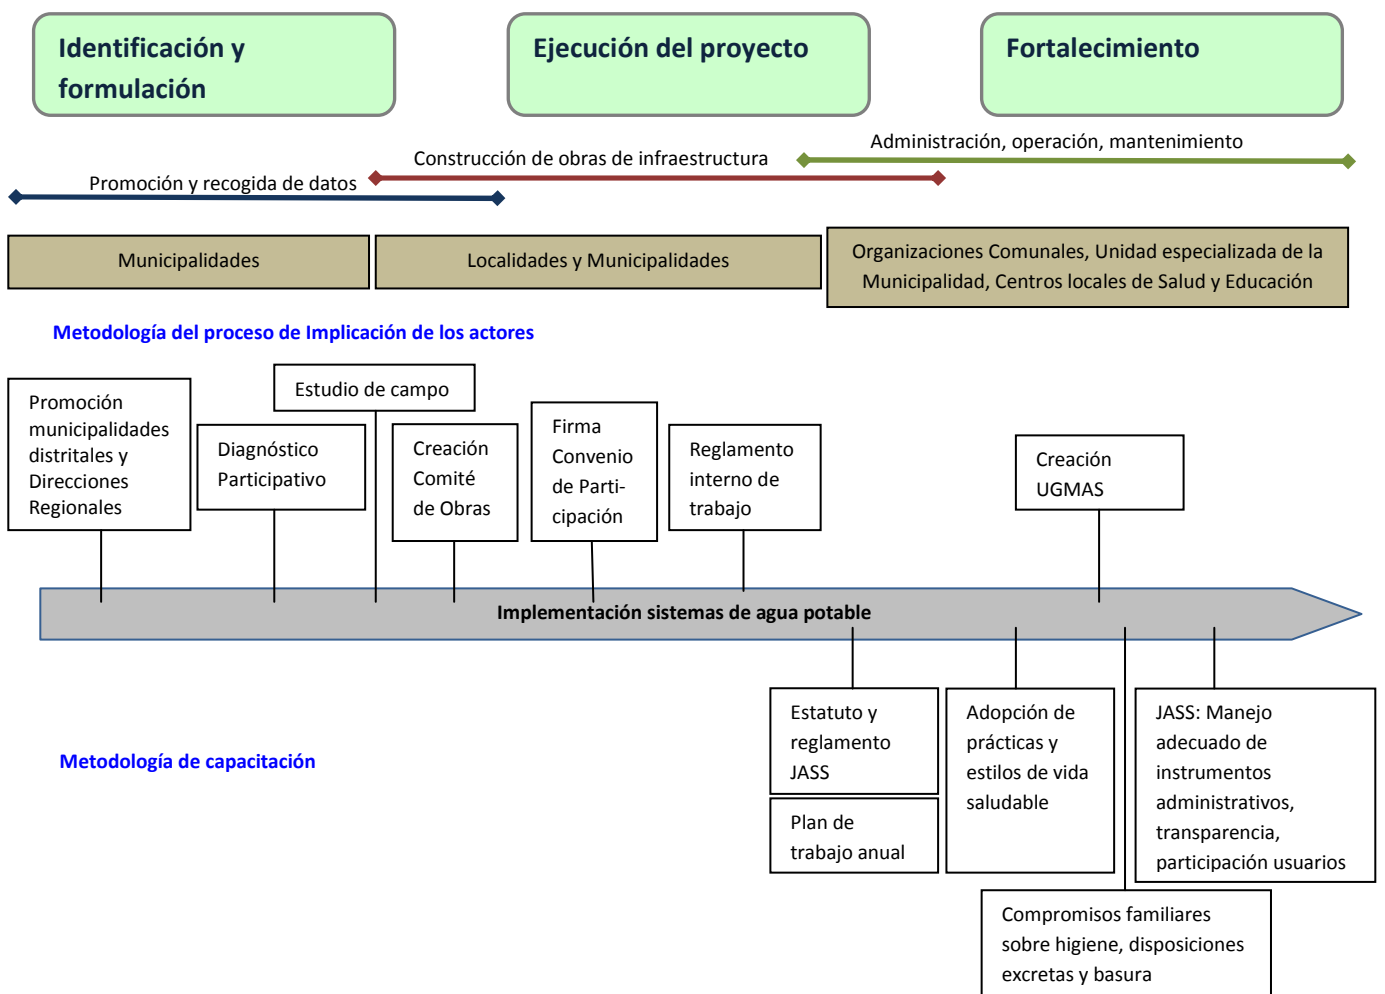 Identificación y
formulación
Ejecución del proyecto
Fortalecimiento
Promoción y recogida de datos
Construcción de obras de infraestructura
Administración, operación, mantenimiento
Municipalidades
Localidades y Municipalidades
Organizaciones Comunales, Unidad especializada de la
Municipalidad, Centros locales de Salud y Educación
Metodología del proceso de Implicación de los actores
Promoción
municipalidades
distritales y
Direcciones
Regionales
Diagnóstico
Participativo
Estudio de campo
Creación
Comité
de Obras
Firma
Convenio
de Parti-
cipación
Reglamento
interno de
trabajo
Creación
UGMAS
Implementación sistemas de agua potable
Metodología de capacitación
Estatuto y
reglamento
JASS
Plan de
trabajo anual
Adopción de
prácticas y
estilos de vida
saludable
JASS: Manejo
adecuado de
instrumentos
administrativos,
transparencia,
participación usuarios
Compromisos familiares
sobre higiene, disposiciones
excretas y basura